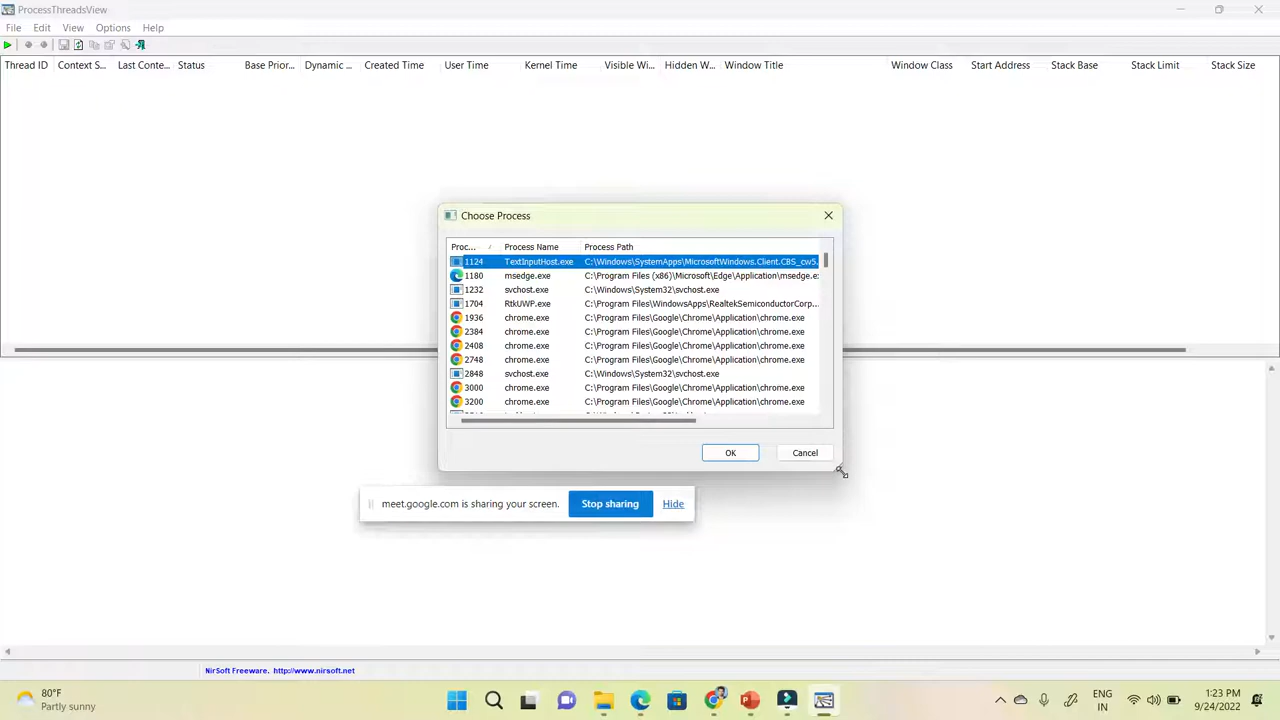 ProcessThreadsView
File Edit View Options Help
Thread ID Context S... Last Conte... Status Base Prior... Dynamic ... Created Time User Time Kernel Time Visible Wi... Hidden W... Window Title Window Class Start Address Stack Base Stack Limit Stack Size
Choose Process
Proc... Process Name Process Path
1124 TextInputHost.exe C:\Windows\SystemApps\MicrosoftWindows.Client.CBS_cw5.
1180 msedge.exe C:\Program Files (x86)\Microsoft\Edge\Application\msedge.ex
1232 svchost.exe C:\Windows\System32\svchost.exe
1704 RtkUWP.exe C:\Program Files\WindowsApps\RealtekSemiconductorCorp...
1936 chrome.exe C:\Program Files\Google\Chrome\Application\chrome.exe
2384 chrome.exe C:\Program Files\Google\Chrome\Application\chrome.exe
2408 chrome.exe C:\Program Files\Google\Chrome\Application\chrome.exe
2748 chrome.exe C:\Program Files\Google\Chrome\Application\chrome.exe
2848 svchost.exe C:\Windows\System32\svchost.exe
3000 chrome.exe C:\Program Files\Google\Chrome\Application\chrome.exe
3200 chrome.exe C:\Program Files\Google\Chrome\Application\chrome.exe
OK Cancel
meet.google.com is sharing your screen. Stop sharing Hide
NirSoft Freeware. http://www.nirsoft.net
80°F
Partly sunny
ENG
IN
1:23 PM
9/24/2022